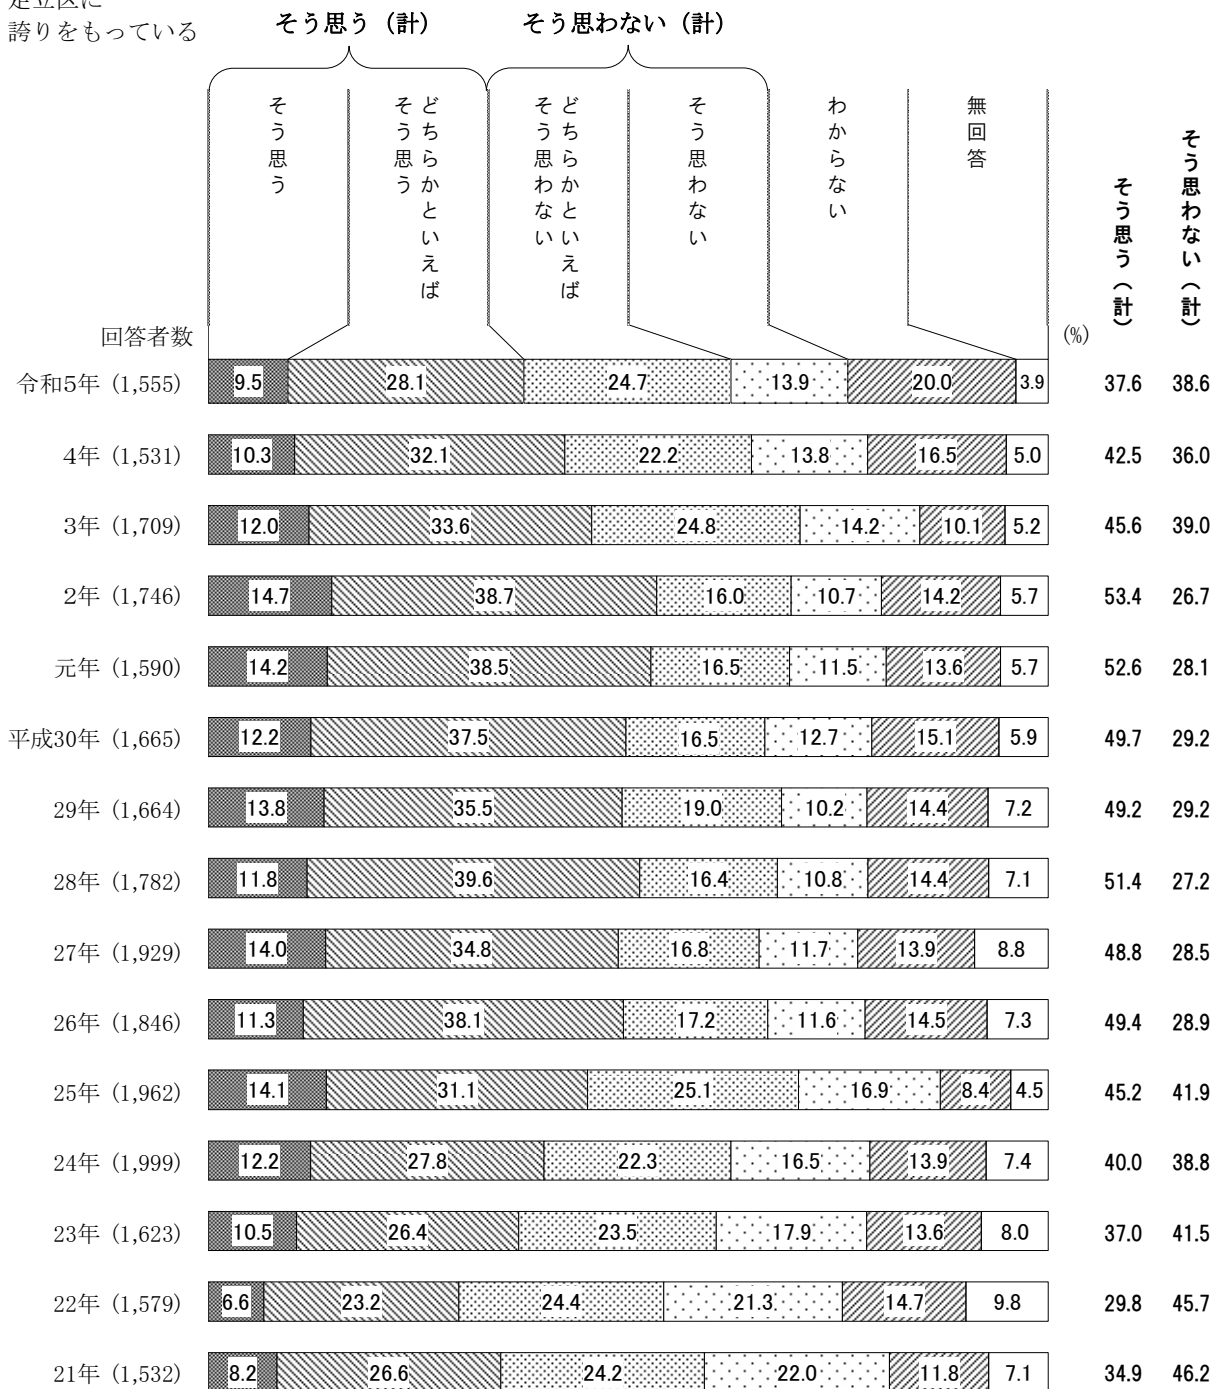 足立区に
誇りをもっている
そう思う（計）
そう思わない（計）
そう思う
どちらかといえば
そう思う
どちらかといえば
そう思わない
そう思わない
わからない
無回答
そう思う（計）
そう思わない（計）
回答者数
(%)
令和5年 (1,555) 9.5 28.1 24.7 13.9 20.0 3.9 37.6 38.6
4年 (1,531) 10.3 32.1 22.2 13.8 16.5 5.0 42.5 36.0
3年 (1,709) 12.0 33.6 24.8 14.2 10.1 5.2 45.6 39.0
2年 (1,746) 14.7 38.7 16.0 10.7 14.2 5.7 53.4 26.7
元年 (1,590) 14.2 38.5 16.5 11.5 13.6 5.7 52.6 28.1
平成30年 (1,665) 12.2 37.5 16.5 12.7 15.1 5.9 49.7 29.2
29年 (1,664) 13.8 35.5 19.0 10.2 14.4 7.2 49.2 29.2
28年 (1,782) 11.8 39.6 16.4 10.8 14.4 7.1 51.4 27.2
27年 (1,929) 14.0 34.8 16.8 11.7 13.9 8.8 48.8 28.5
26年 (1,846) 11.3 38.1 17.2 11.6 14.5 7.3 49.4 28.9
25年 (1,962) 14.1 31.1 25.1 16.9 8.4 4.5 45.2 41.9
24年 (1,999) 12.2 27.8 22.3 16.5 13.9 7.4 40.0 38.8
23年 (1,623) 10.5 26.4 23.5 17.9 13.6 8.0 37.0 41.5
22年 (1,579) 6.6 23.2 24.4 21.3 14.7 9.8 29.8 45.7
21年 (1,532) 8.2 26.6 24.2 22.0 11.8 7.1 34.9 46.2